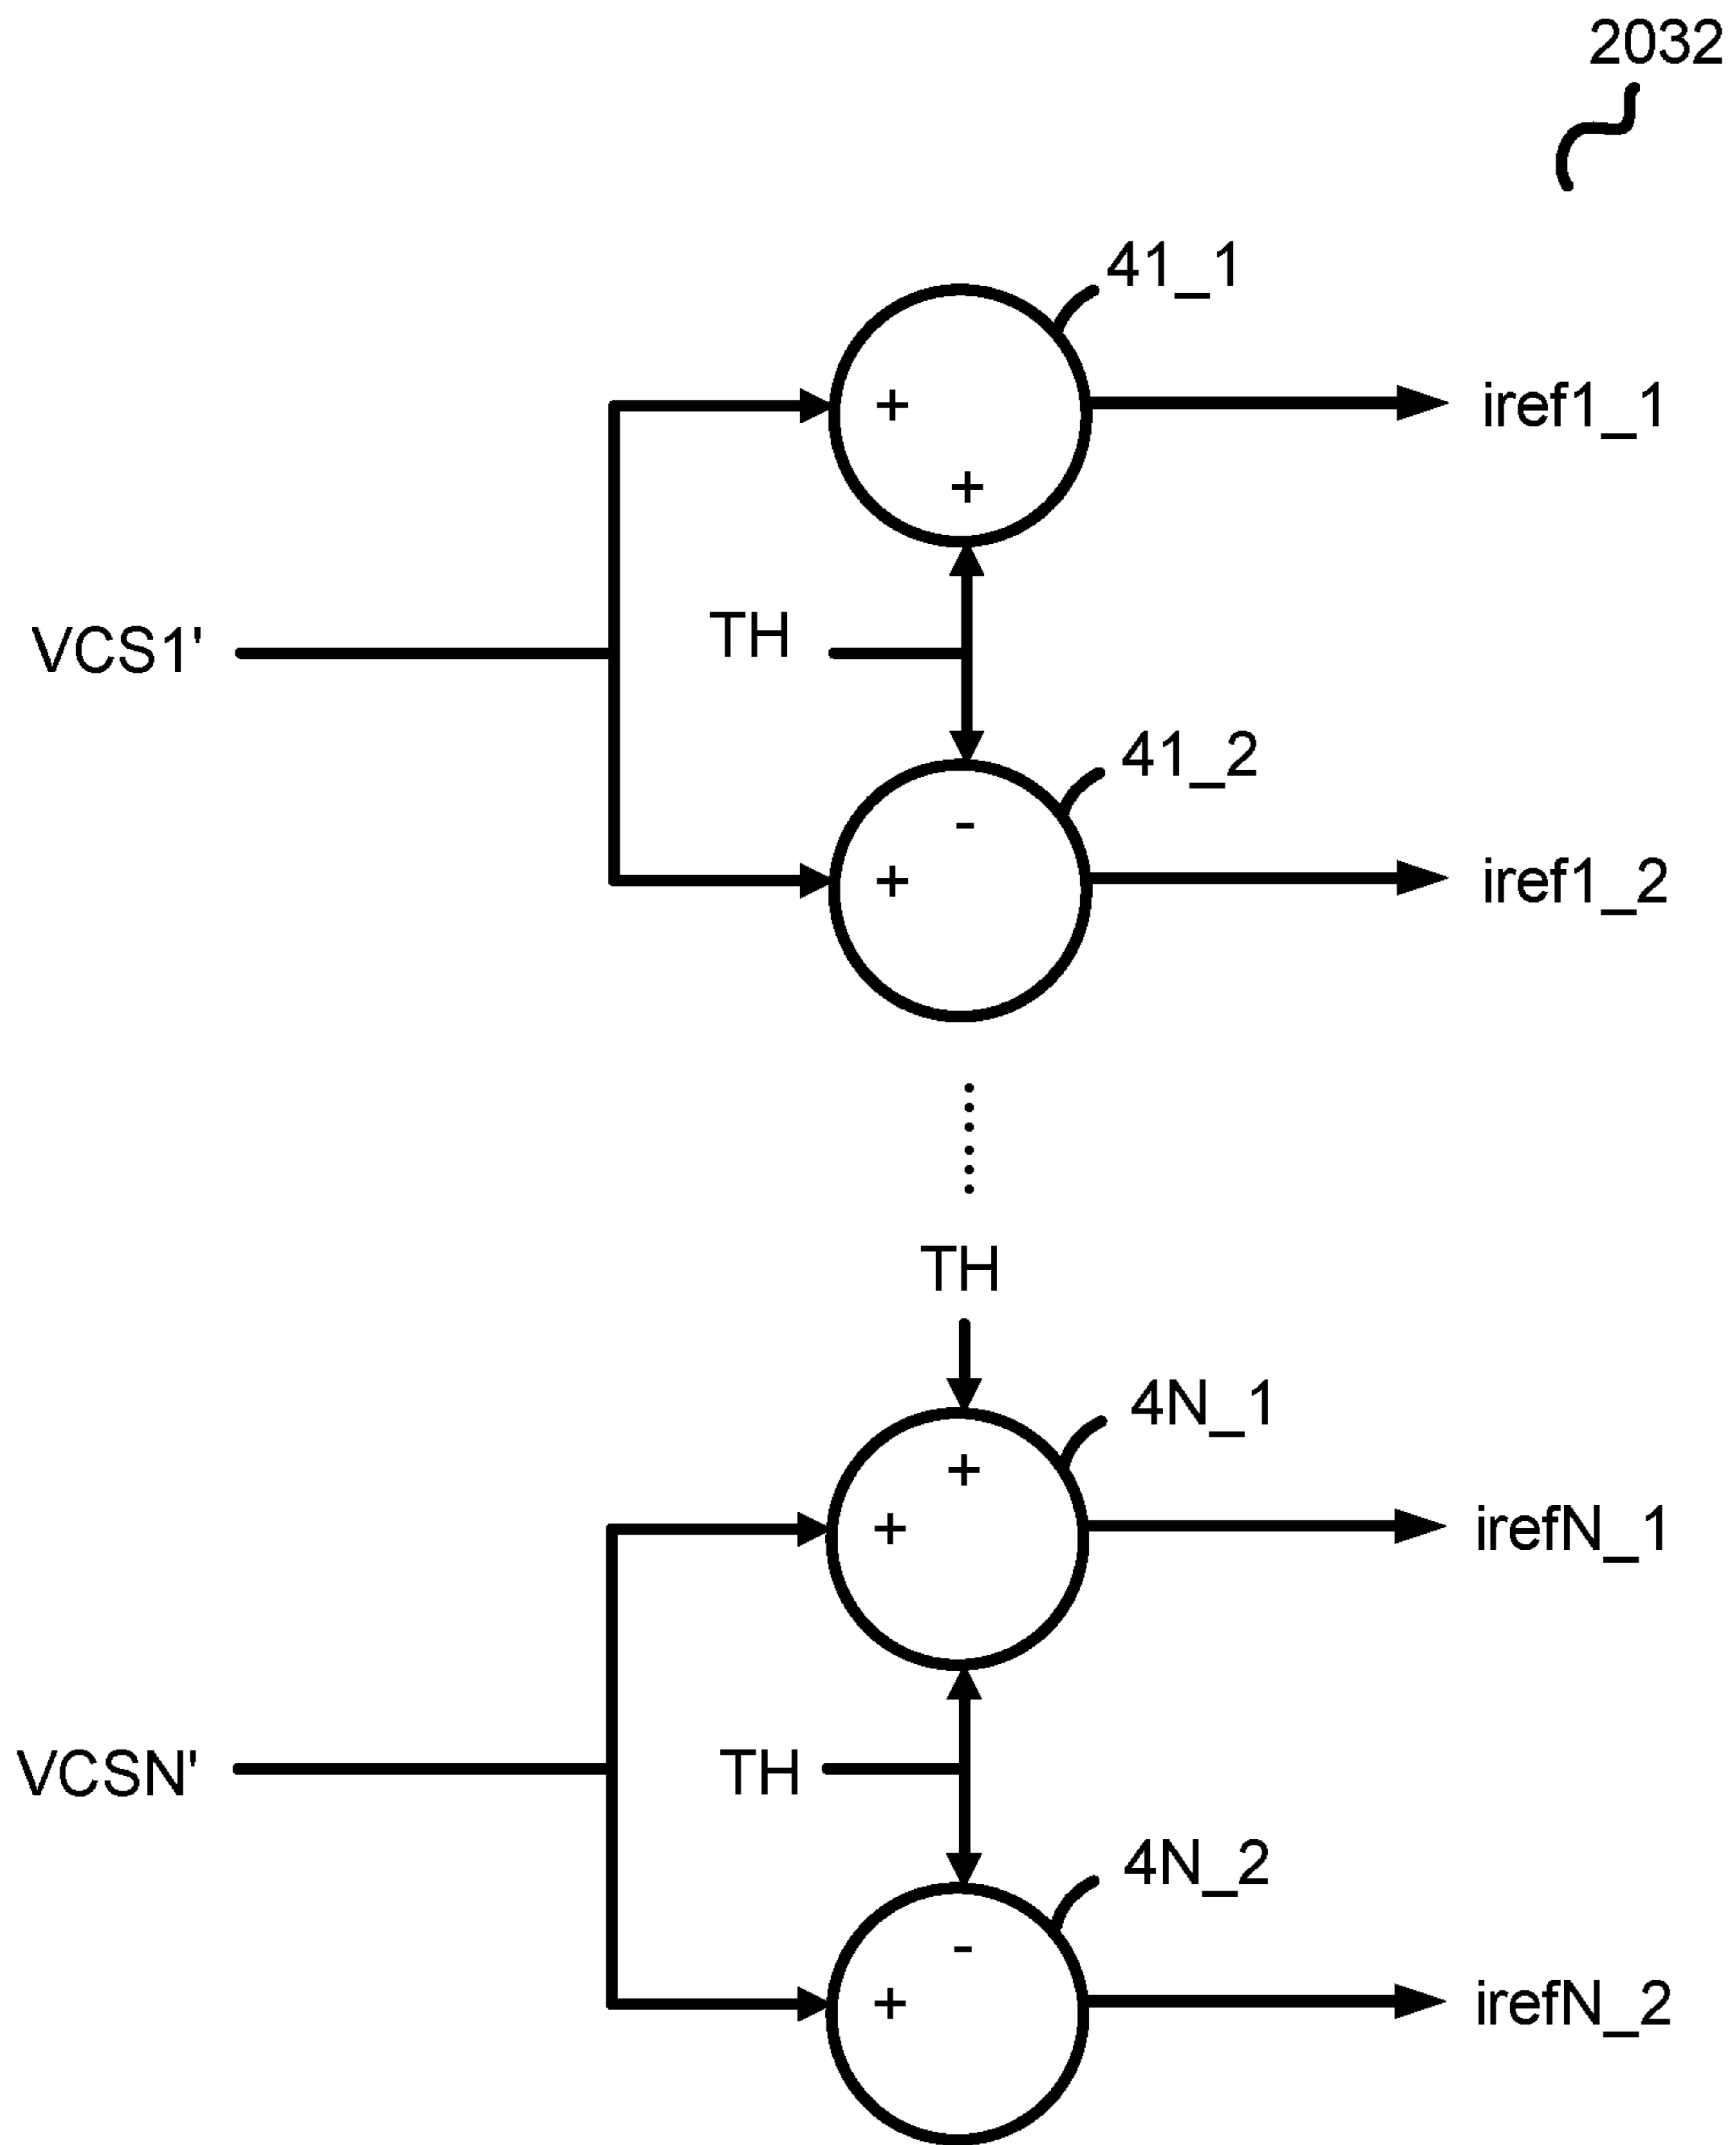 2032
41_1
+
iref1_1
+
VCS1'
TH
41_2
-
+
iref1_2
TH
4N_1
+
+
irefN_1
VCSN'
TH
4N_2
-
+
irefN_2